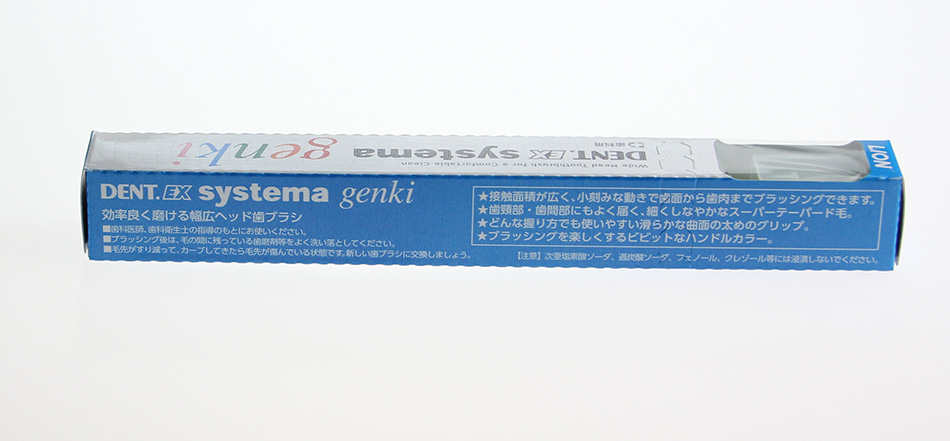 LION
歯科用
DENT.EX systema genki
Wide Head Toothbrush for a Comfortable Clean
DENT.EX systema genki
効率良く磨ける幅広ヘッド歯ブラシ
■歯科医師、歯科衛生士の指導のもとにお使いください。
■ブラッシング後は、毛の間に残っている歯磨剤等をよく洗い落としてください。
■毛先がすり減って、カーブしてきたら毛先が傷んでいる状態です。新しい歯ブラシに交換しましょう。
★接触面積が広く、小刻みな動きで歯面から歯肉までブラッシングできます。
★歯頸部・歯間部にもよく届く、細くしなやかなスーパーテーパード毛。
★どんな握り方でも使いやすい滑らかな曲面の太めのグリップ。
★ブラッシングを楽しくするビビットなハンドルカラー。
【注意】次亜塩素酸ソーダ、過炭酸ソーダ、フェノール、クレゾール等には浸漬しないでください。